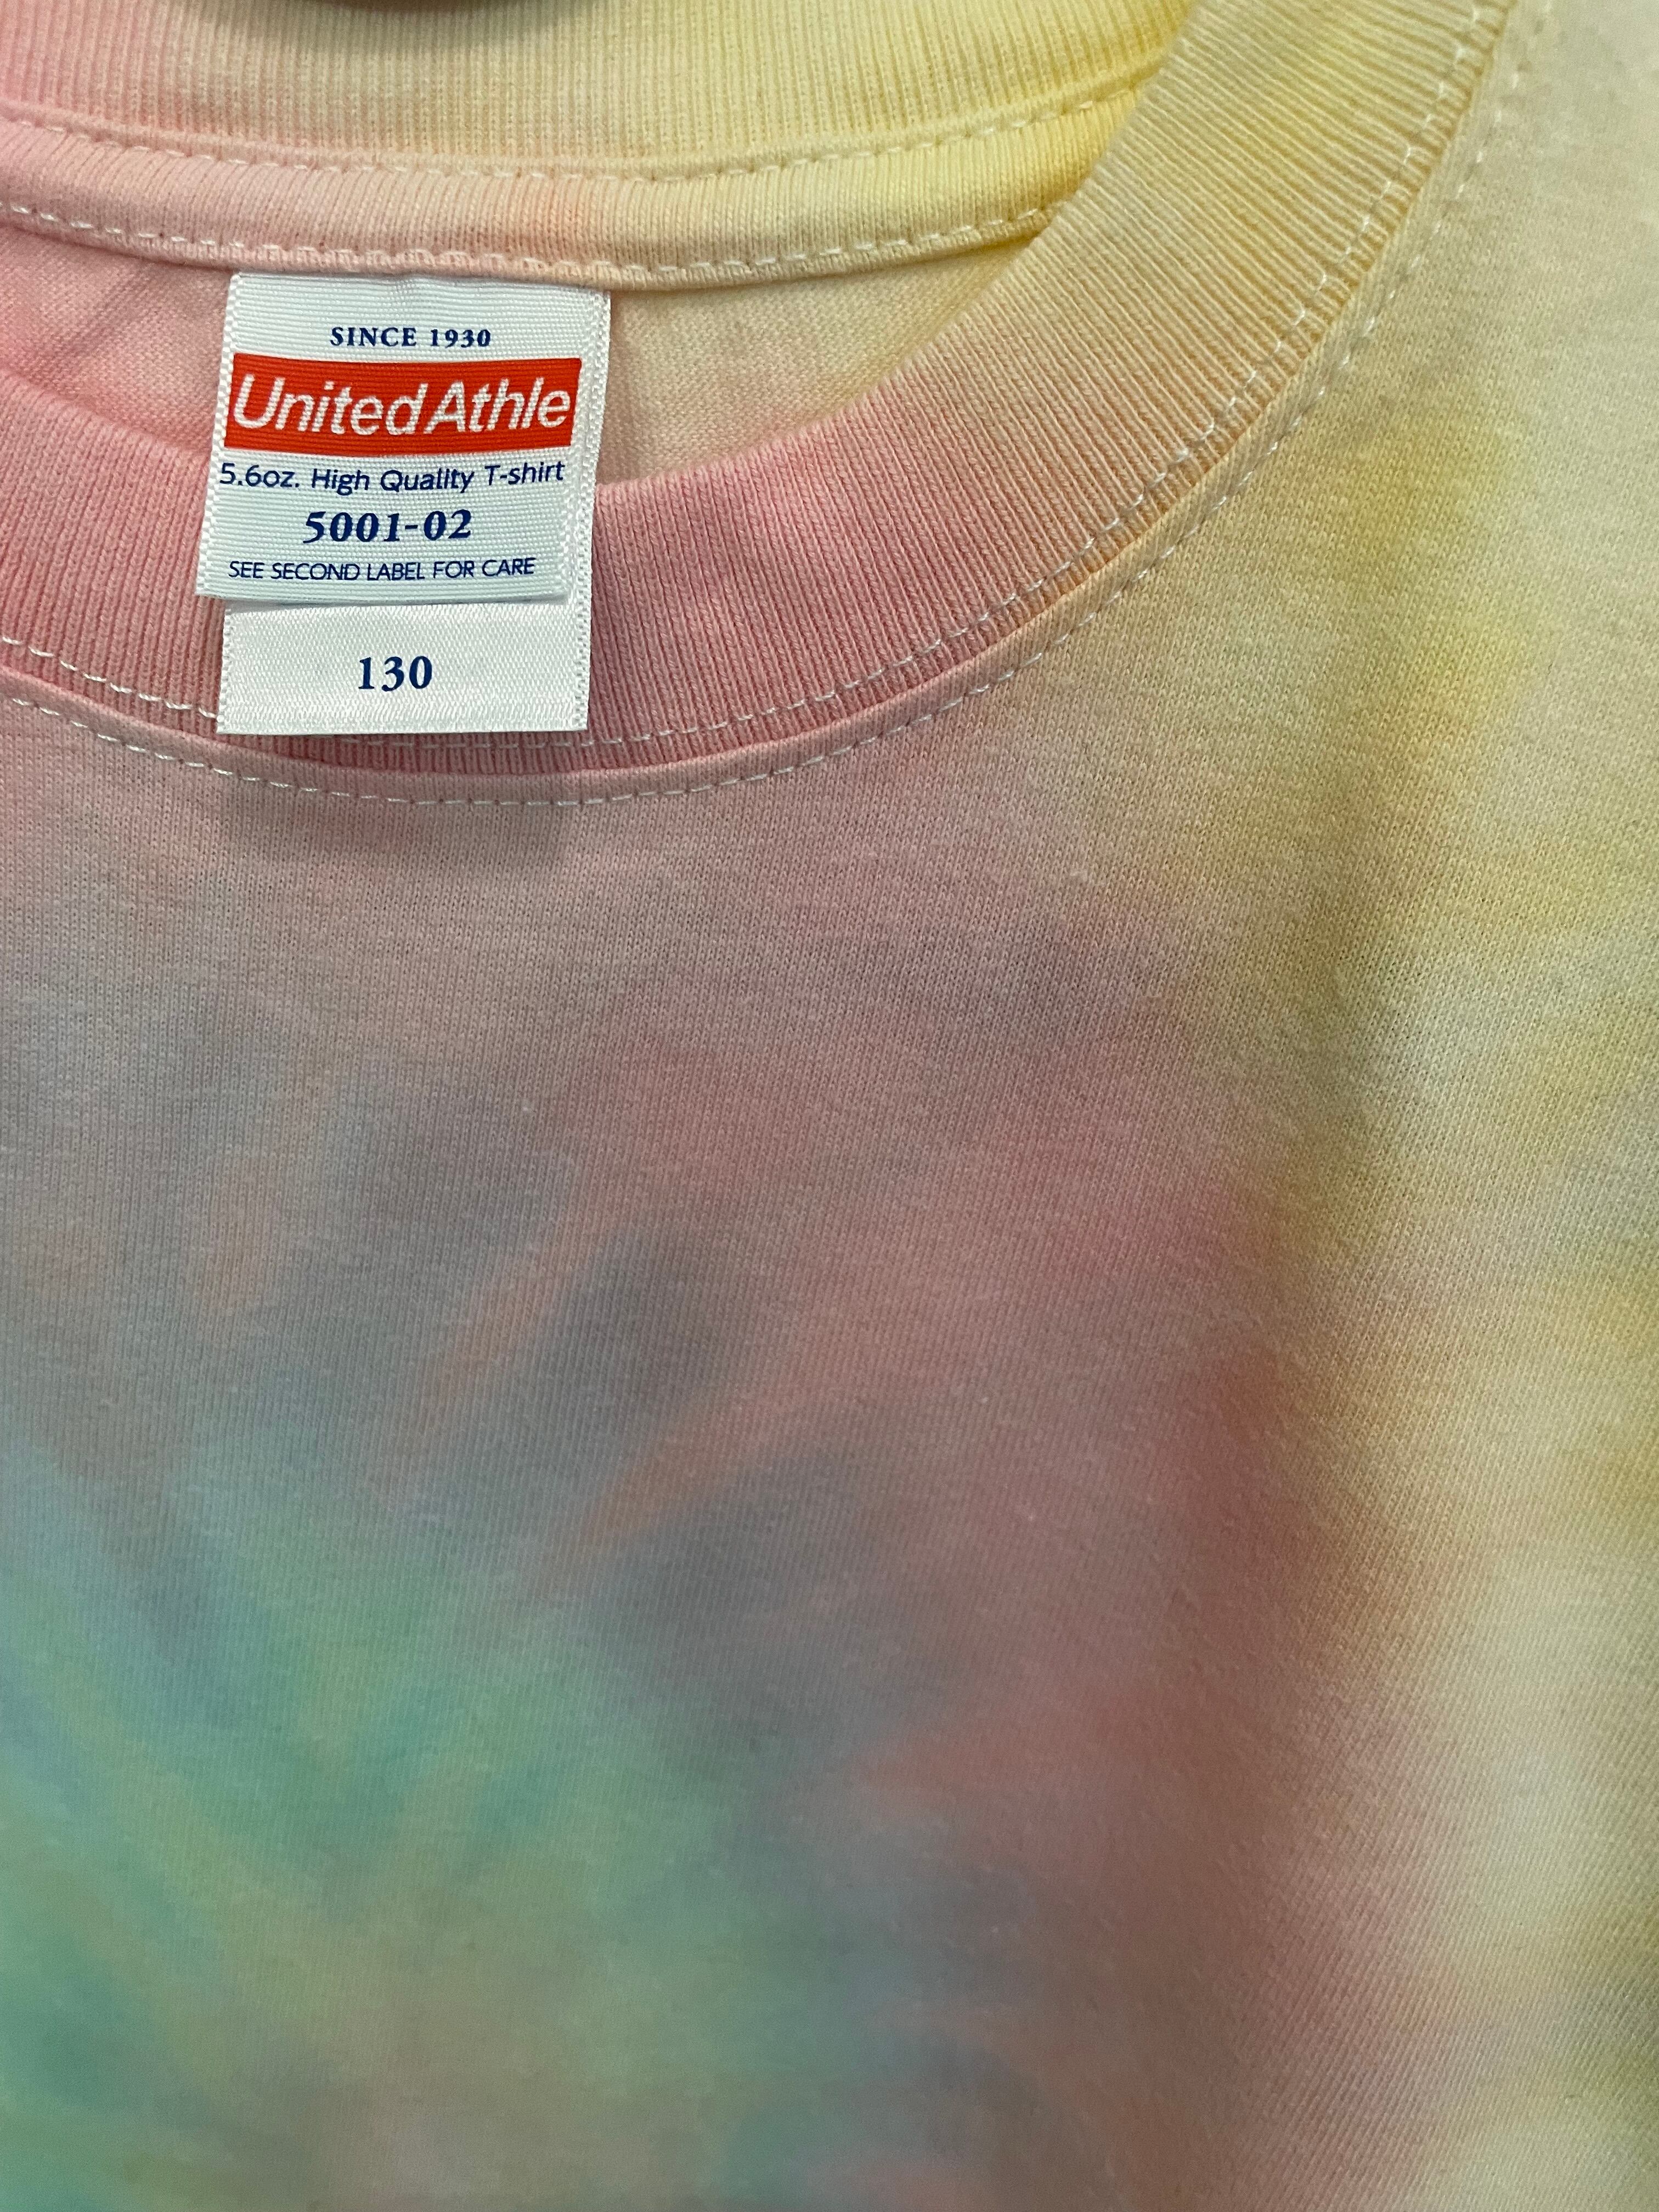 SINCE 1930
United Athle
5.6oz. High Quality T-shirt
5001-02
SEE SECOND LABEL FOR CARE
130